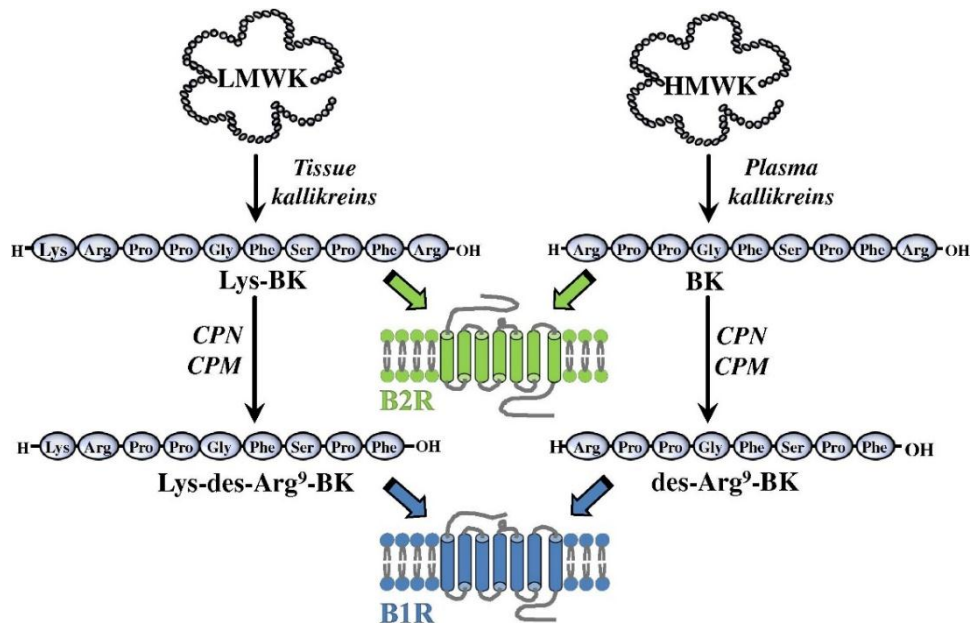 LMWK
HMWK
Tissue
kallikreins
Plasma
kallikreins
H-Lys Arg Pro Pro Gly Phe Ser Pro Phe Arg-OH
H-Arg Pro Pro Gly Phe Ser Pro Phe Arg-OH
Lys-BK
BK
CPN
CPM
CPN
CPM
B2R
H-Lys Arg Pro Pro Gly Phe Ser Pro Phe-OH
H-Arg Pro Pro Gly Phe Ser Pro Phe-OH
Lys-des-Arg⁹-BK
des-Arg⁹-BK
B1R